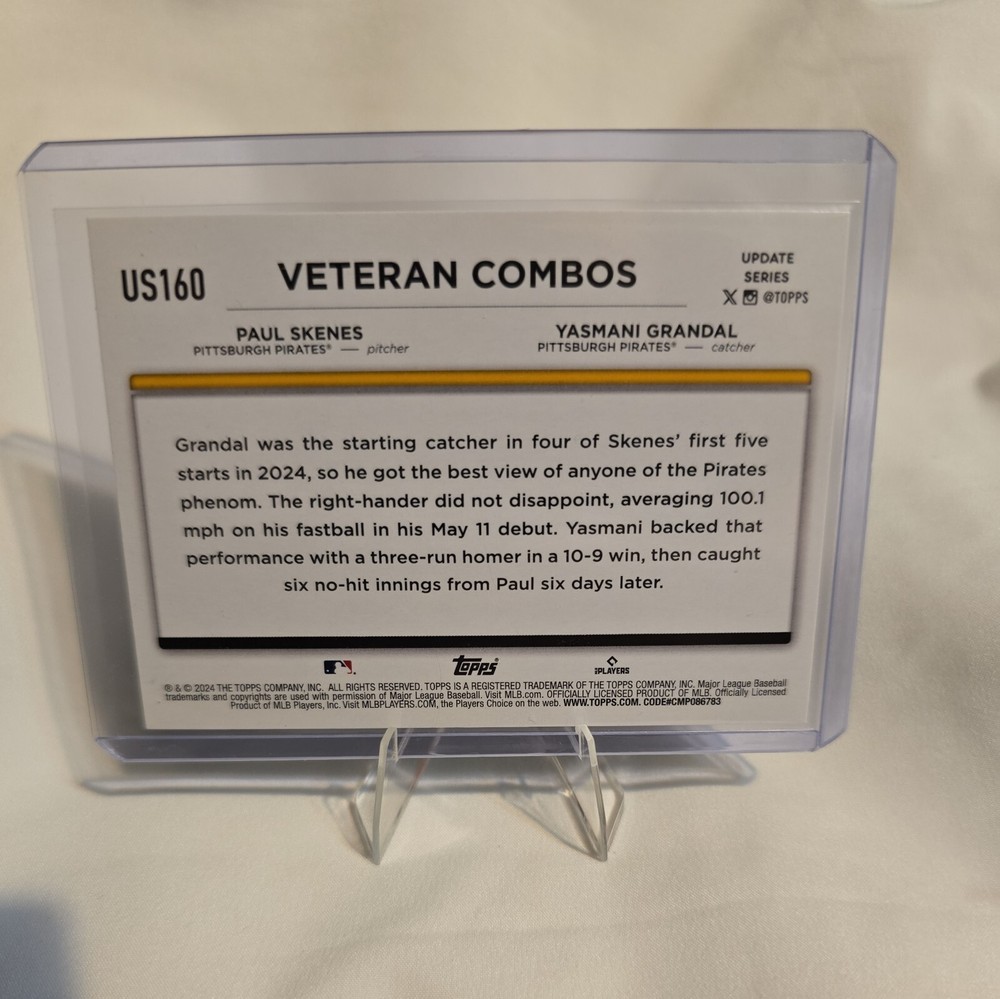 US160
VETERAN COMBOS
UPDATE
SERIES
@TOPPS
PAUL SKENES
PITTSBURGH PIRATES® — pitcher
YASMANI GRANDAL
PITTSBURGH PIRATES® — catcher
Grandal was the starting catcher in four of Skenes' first five
starts in 2024, so he got the best view of anyone of the Pirates
phenom. The right-hander did not disappoint, averaging 100.1
mph on his fastball in his May 11 debut. Yasmani backed that
performance with a three-run homer in a 10-9 win, then caught
six no-hit innings from Paul six days later.
topps
PLAYERS
® & © 2024 THE TOPPS COMPANY, INC. ALL RIGHTS RESERVED. TOPPS IS A REGISTERED TRADEMARK OF THE TOPPS COMPANY, INC. Major League Baseball
trademarks and copyrights are used with permission of Major League Baseball. Visit MLB.com. OFFICIALLY LICENSED PRODUCT OF MLB. Officially Licensed
Product of MLB Players, Inc. Visit MLBPLAYERS.COM, the Players Choice on the web. WWW.TOPPS.COM. CODE#CMP086783